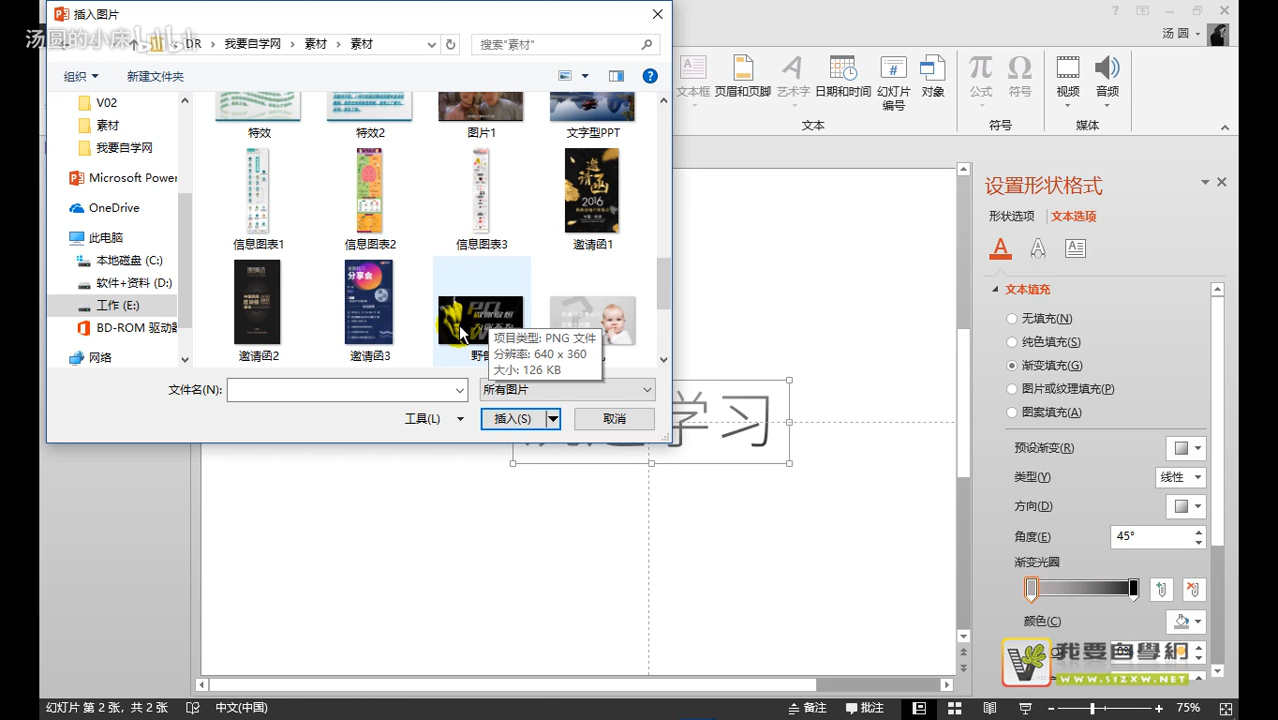 插入图片
汤圆的小床
bilibili
DR
我要自学网
素材
素材
搜索"素材"
组织
新建文件夹
V02
素材
我要自学网
Microsoft Power
OneDrive
此电脑
本地磁盘 (C:)
软件+资料 (D:)
工作 (E:)
BD-ROM 驱动器
网络
特效
特效2
图片1
文字型PPT
信息图表1
信息图表2
信息图表3
邀请函1
邀请函2
邀请函3
邀请函
2016
分享会
项目类型: PNG 文件
分辨率: 640 x 360
大小: 126 KB
文件名(N):
所有图片
工具(L)
插入(S)
取消
汤 圆
文本框
页眉和页脚
艺术字
日期和时间
幻灯片
编号
对象
公式
符号
视频
音频
文本
符号
媒体
学习
设置形状格式
形状选项
文本选项
文本填充
无填充(N)
纯色填充(S)
渐变填充(G)
图片或纹理填充(P)
图案填充(A)
预设渐变(R)
类型(Y)
线性
方向(D)
角度(E)
45°
渐变光圈
颜色(C)
我要自學網
WWW.51ZXW.NET
幻灯片 第 2 张，共 2 张
中文(中国)
备注
批注
75%